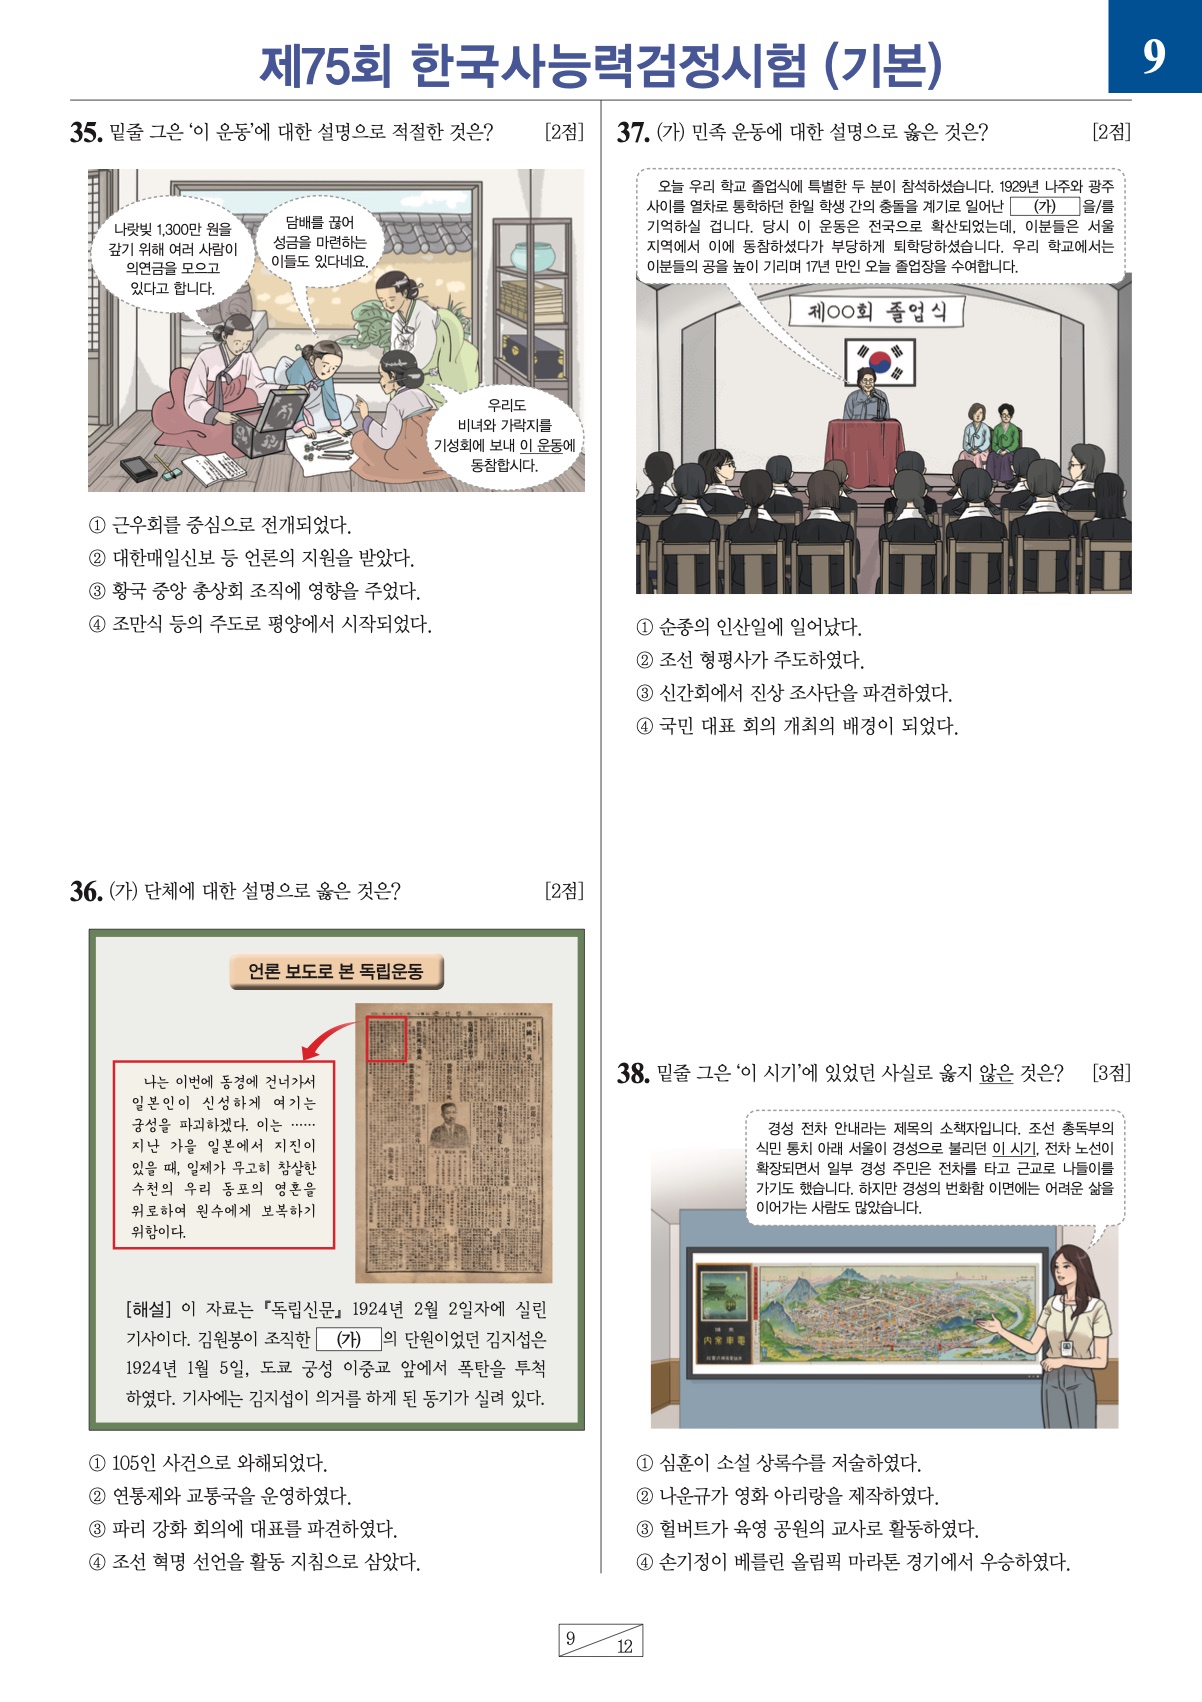 제75회 한국사능력검정시험 (기본)
9
35. 밑줄 그은 ‘이 운동’에 대한 설명으로 적절한 것은? [2점]
나랏빚 1,300만 원을
갚기 위해 여러 사람이
의연금을 모으고
있다고 합니다.
담배를 끊어
성금을 마련하는
이들도 있다네요.
우리도
비녀와 가락지를
기성회에 보내 이 운동에
동참합시다.
① 근우회를 중심으로 전개되었다.
② 대한매일신보 등 언론의 지원을 받았다.
③ 황국 중앙 총상회 조직에 영향을 주었다.
④ 조만식 등의 주도로 평양에서 시작되었다.
36. (가) 단체에 대한 설명으로 옳은 것은? [2점]
언론 보도로 본 독립운동
나는 이번에 동경에 건너가서
일본인이 신성하게 여기는
궁성을 파괴하겠다. 이는 ……
지난 가을 일본에서 지진이
있을 때, 일제가 무고히 참살한
수천의 우리 동포의 영혼을
위로하여 원수에게 보복하기
위함이다.
[해설] 이 자료는 『독립신문』 1924년 2월 2일자에 실린
기사이다. 김원봉이 조직한 (가) 의 단원이었던 김지섭은
1924년 1월 5일, 도쿄 궁성 이중교 앞에서 폭탄을 투척
하였다. 기사에는 김지섭이 의거를 하게 된 동기가 실려 있다.
① 105인 사건으로 와해되었다.
② 연통제와 교통국을 운영하였다.
③ 파리 강화 회의에 대표를 파견하였다.
④ 조선 혁명 선언을 활동 지침으로 삼았다.
37. (가) 민족 운동에 대한 설명으로 옳은 것은? [2점]
오늘 우리 학교 졸업식에 특별한 두 분이 참석하셨습니다. 1929년 나주와 광주
사이를 열차로 통학하던 한일 학생 간의 충돌을 계기로 일어난 (가) 을/를
기억하실 겁니다. 당시 이 운동은 전국으로 확산되었는데, 이분들은 서울
지역에서 이에 동참하셨다가 부당하게 퇴학당하셨습니다. 우리 학교에서는
이분들의 공을 높이 기리며 17년 만인 오늘 졸업장을 수여합니다.
제○○회 졸업식
① 순종의 인산일에 일어났다.
② 조선 형평사가 주도하였다.
③ 신간회에서 진상 조사단을 파견하였다.
④ 국민 대표 회의 개최의 배경이 되었다.
38. 밑줄 그은 ‘이 시기’에 있었던 사실로 옳지 않은 것은? [3점]
경성 전차 안내라는 제목의 소책자입니다. 조선 총독부의
식민 통치 아래 서울이 경성으로 불리던 이 시기, 전차 노선이
확장되면서 일부 경성 주민은 전차를 타고 근교로 나들이를
가기도 했습니다. 하지만 경성의 번화함 이면에는 어려운 삶을
이어가는 사람도 많았습니다.
內案車電
① 심훈이 소설 상록수를 저술하였다.
② 나운규가 영화 아리랑을 제작하였다.
③ 헐버트가 육영 공원의 교사로 활동하였다.
④ 손기정이 베를린 올림픽 마라톤 경기에서 우승하였다.
9
12